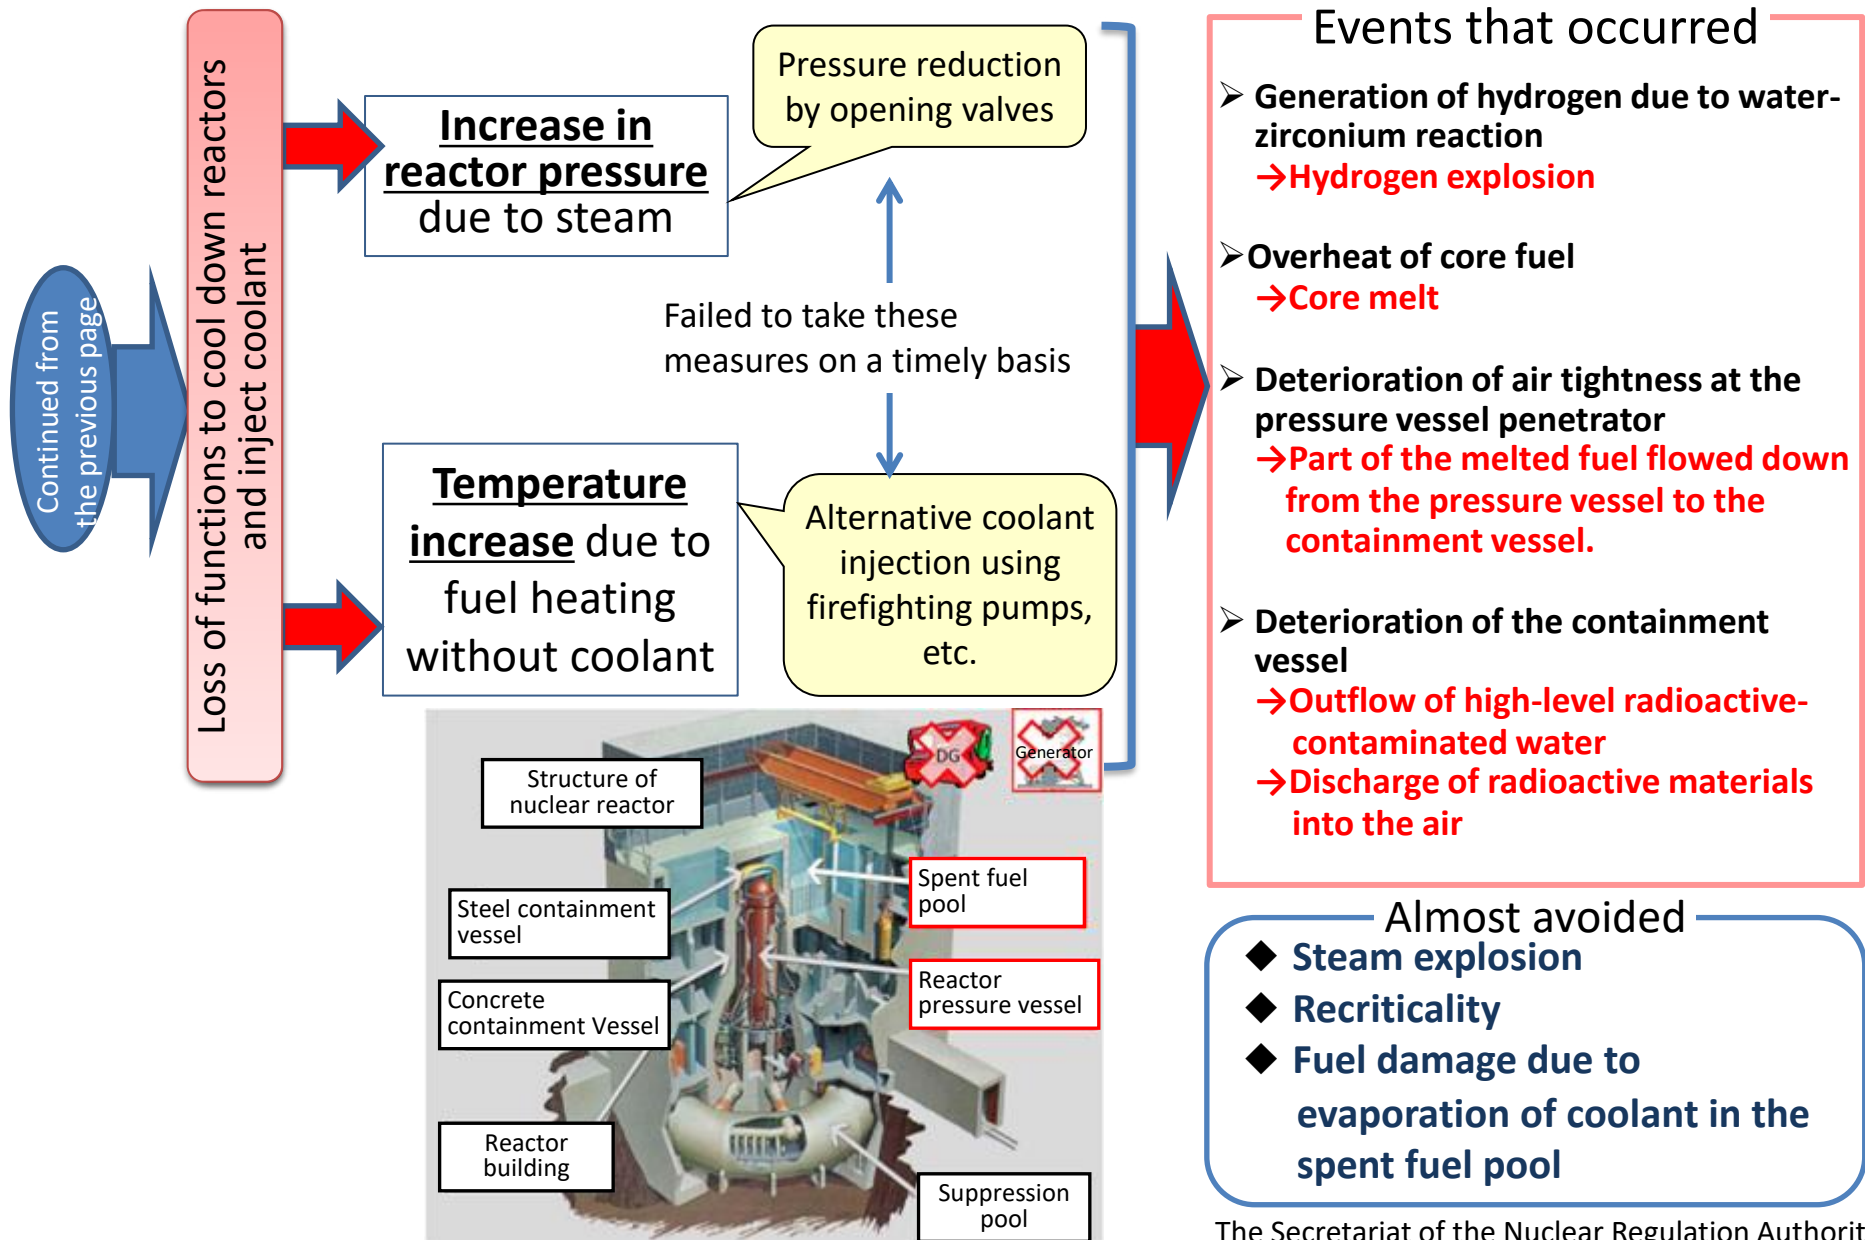 Continued from
the previous page
Loss of functions to cool down reactors
and inject coolant
Increase in
reactor pressure
due to steam
Pressure reduction
by opening valves
Failed to take these
measures on a timely basis
Temperature
increase due to
fuel heating
without coolant
Alternative coolant
injection using
firefighting pumps,
etc.
DG
Generator
Structure of
nuclear reactor
Steel containment
vessel
Concrete
containment Vessel
Reactor
building
Spent fuel
pool
Reactor
pressure vessel
Suppression
pool
Events that occurred
➢ Generation of hydrogen due to water-
zirconium reaction
→Hydrogen explosion
➢Overheat of core fuel
→Core melt
➢ Deterioration of air tightness at the
pressure vessel penetrator
→Part of the melted fuel flowed down
from the pressure vessel to the
containment vessel.
➢ Deterioration of the containment
vessel
→Outflow of high-level radioactive-
contaminated water
→Discharge of radioactive materials
into the air
Almost avoided
◆ Steam explosion
◆ Recriticality
◆ Fuel damage due to
evaporation of coolant in the
spent fuel pool
The Secretariat of the Nuclear Regulation Authorit